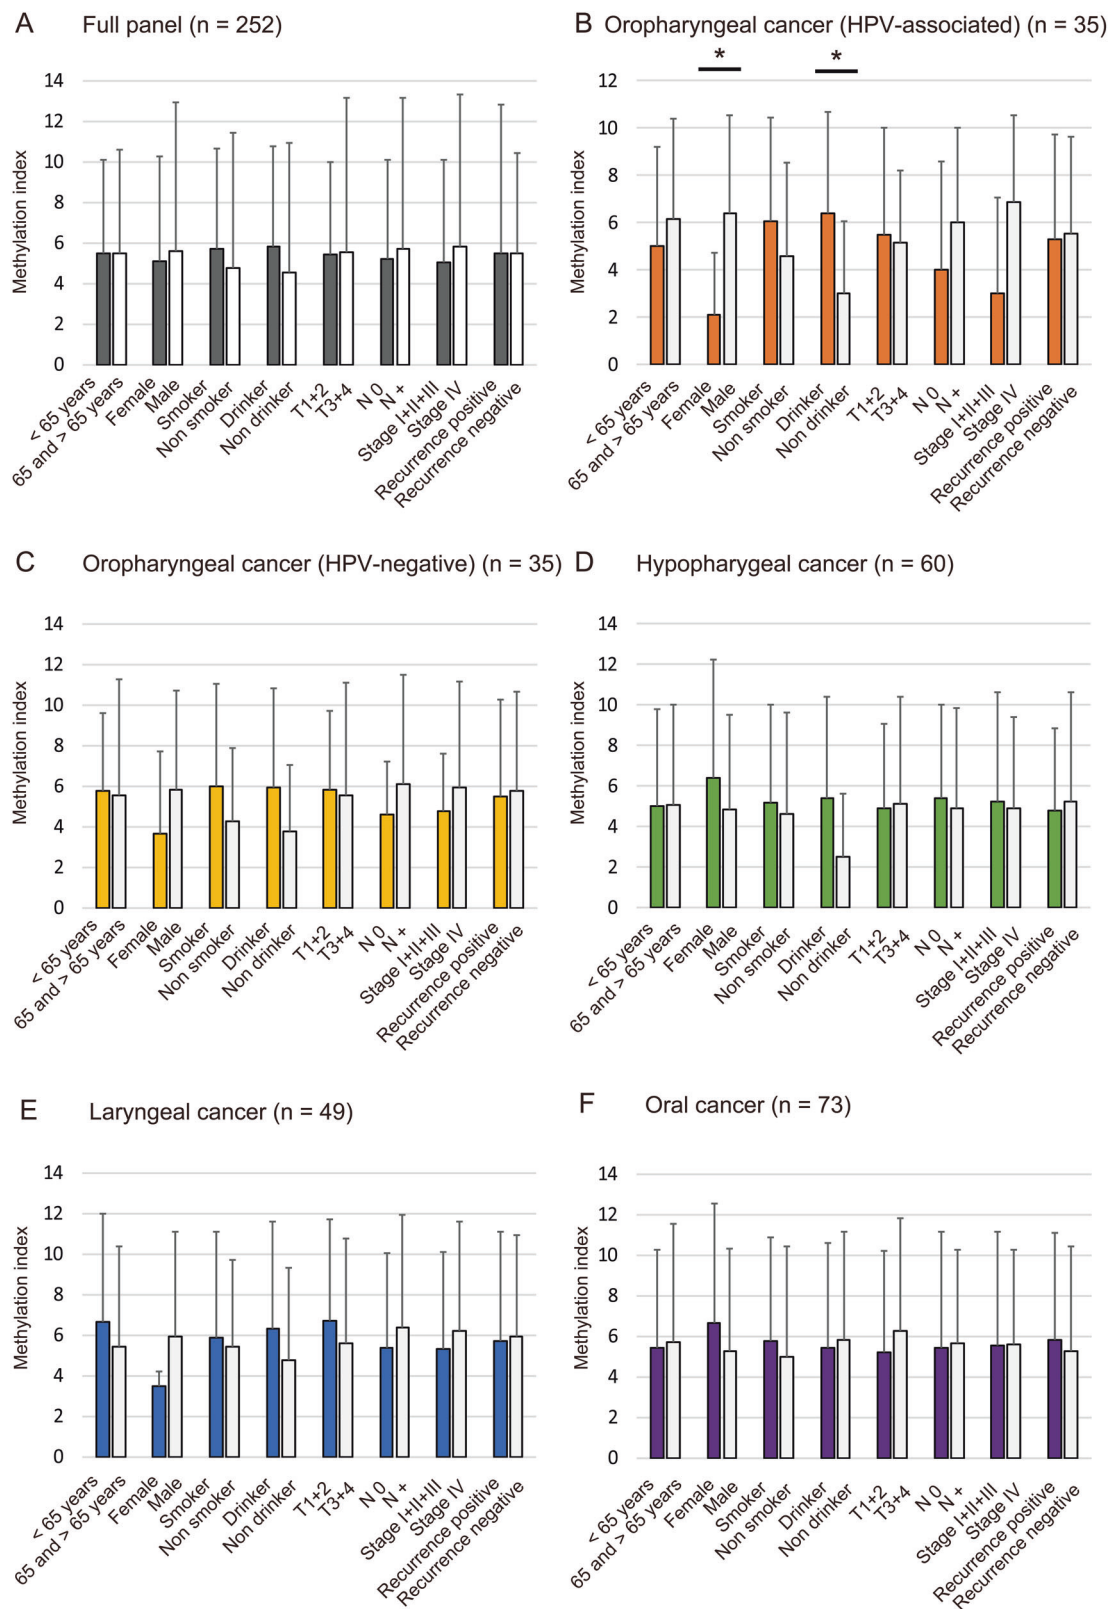 A Full panel (n = 252)
Methylation index
14
12
10
8
6
4
2
0
< 65 years
65 and > 65 years
Female
Male
Smoker
Non smoker
Drinker
Non drinker
T1+2
T3+4
N 0
N +
Stage I+II+III
Stage IV
Recurrence positive
Recurrence negative
B Oropharyngeal cancer (HPV-associated) (n = 35)
* *
Methylation index
12
10
8
6
4
2
0
< 65 years
65 and > 65 years
Female
Male
Smoker
Non smoker
Drinker
Non drinker
T1+2
T3+4
N 0
N +
Stage I+II+III
Stage IV
Recurrence positive
Recurrence negative
C Oropharyngeal cancer (HPV-negative) (n = 35)
Methylation index
14
12
10
8
6
4
2
0
< 65 years
65 and > 65 years
Female
Male
Smoker
Non smoker
Drinker
Non drinker
T1+2
T3+4
N 0
N +
Stage I+II+III
Stage IV
Recurrence positive
Recurrence negative
D Hypopharygeal cancer (n = 60)
Methylation index
14
12
10
8
6
4
2
0
< 65 years
65 and > 65 years
Female
Male
Smoker
Non smoker
Drinker
Non drinker
T1+2
T3+4
N 0
N +
Stage I+II+III
Stage IV
Recurrence positive
Recurrence negative
E Laryngeal cancer (n = 49)
Methylation index
14
12
10
8
6
4
2
0
< 65 years
65 and > 65 years
Female
Male
Smoker
Non smoker
Drinker
Non drinker
T1+2
T3+4
N 0
N +
Stage I+II+III
Stage IV
Recurrence positive
Recurrence negative
F Oral cancer (n = 73)
Methylation index
14
12
10
8
6
4
2
0
< 65 years
65 and > 65 years
Female
Male
Smoker
Non smoker
Drinker
Non drinker
T1+2
T3+4
N 0
N +
Stage I+II+III
Stage IV
Recurrence positive
Recurrence negative